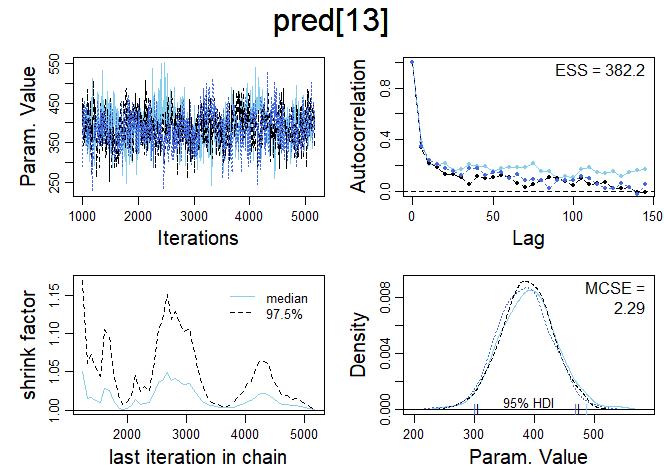 pred[13]
Param. Value
250
350
450
550
1000
2000
3000
4000
5000
Iterations
Autocorrelation
0.0
0.4
0.8
ESS = 382.2
0
50
100
150
Lag
shrink factor
1.00
1.05
1.10
1.15
median
97.5%
2000
3000
4000
5000
last iteration in chain
Density
0.000
0.004
0.008
MCSE =
2.29
95% HDI
200
300
400
500
Param. Value